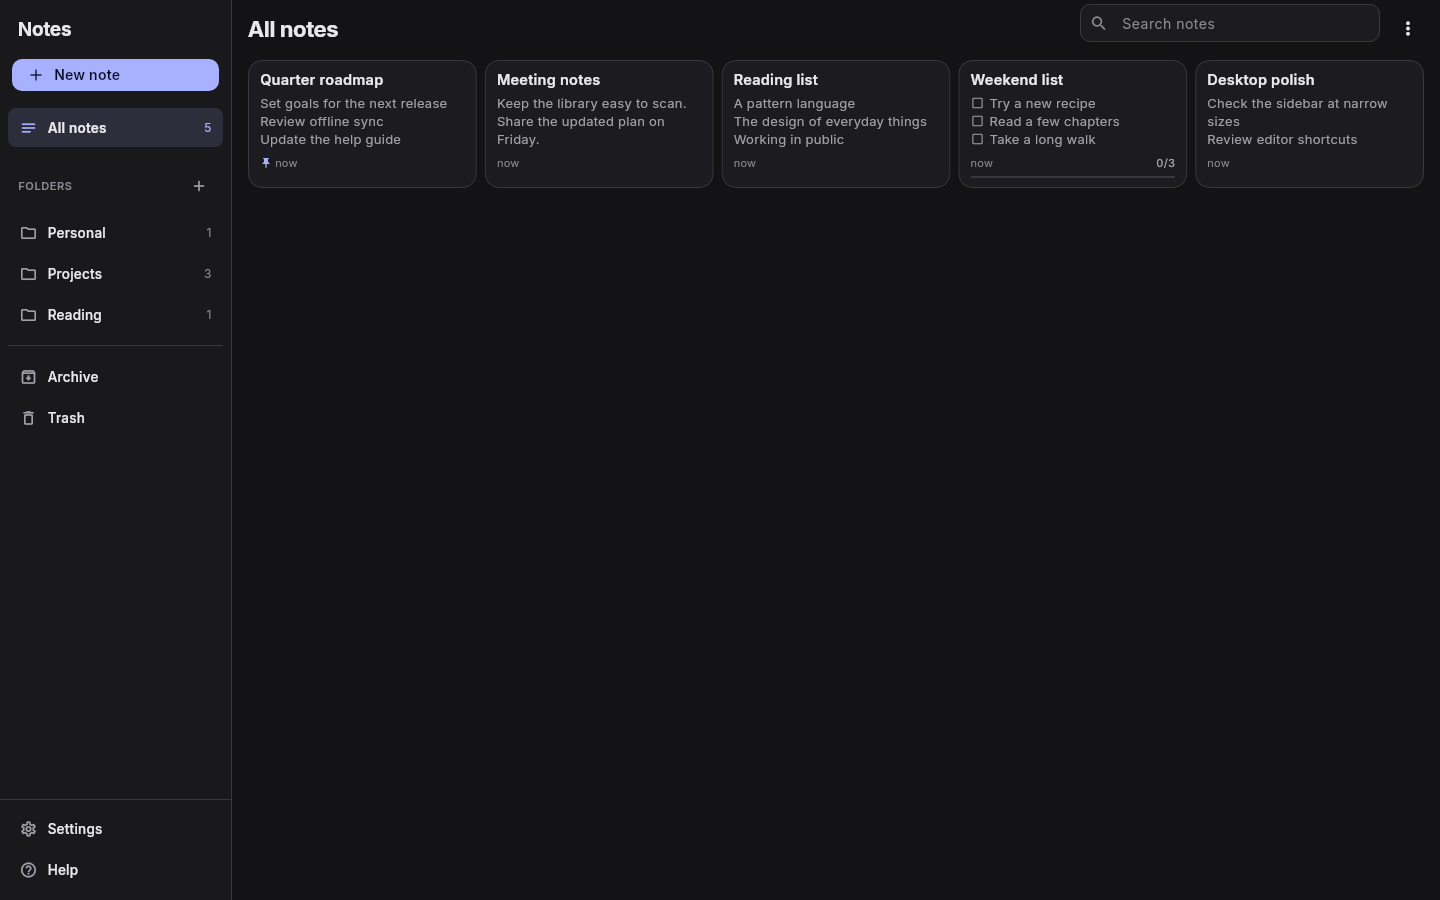 Notes
New note
All notes 5
FOLDERS
Personal 1
Projects 3
Reading 1
Archive
Trash
Settings
Help
All notes
Search notes
Quarter roadmap
Set goals for the next release
Review offline sync
Update the help guide
now
Meeting notes
Keep the library easy to scan.
Share the updated plan on
Friday.
now
Reading list
A pattern language
The design of everyday things
Working in public
now
Weekend list
Try a new recipe
Read a few chapters
Take a long walk
now 0/3
Desktop polish
Check the sidebar at narrow
sizes
Review editor shortcuts
now